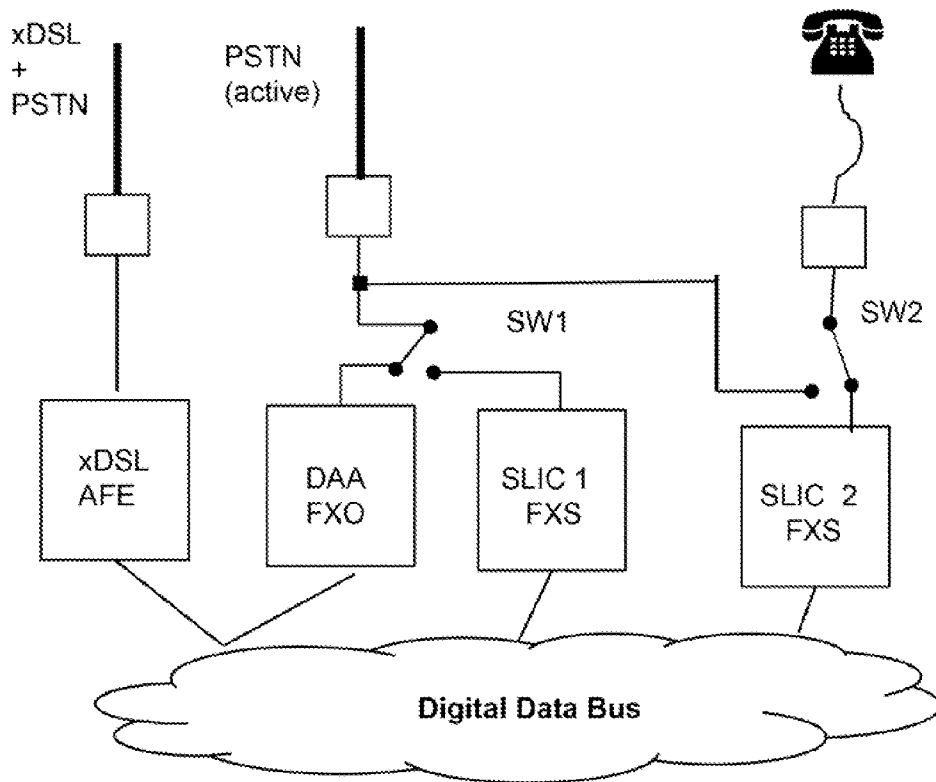 xDSL
+
PSTN
PSTN
(active)
SW1
SW2
xDSL
AFE
DAA
FXO
SLIC 1
FXS
SLIC 2
FXS
Digital Data Bus